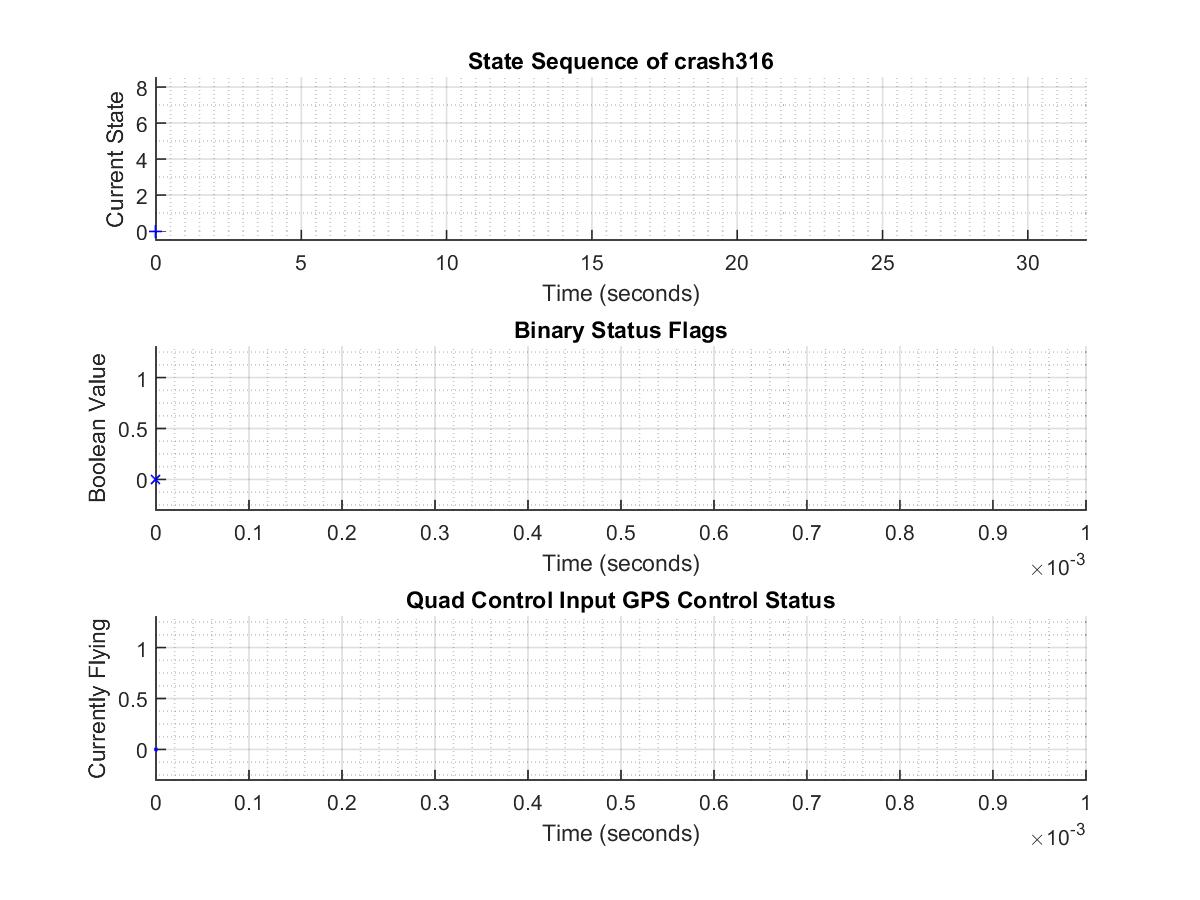 State Sequence of crash316
8
6
4
2
0
Current State
0 5 10 15 20 25 30
Time (seconds)
Binary Status Flags
1
0.5
0
Boolean Value
0 0.1 0.2 0.3 0.4 0.5 0.6 0.7 0.8 0.9 1
Time (seconds)
×10-3
Quad Control Input GPS Control Status
1
0.5
0
Currently Flying
0 0.1 0.2 0.3 0.4 0.5 0.6 0.7 0.8 0.9 1
Time (seconds)
×10-3